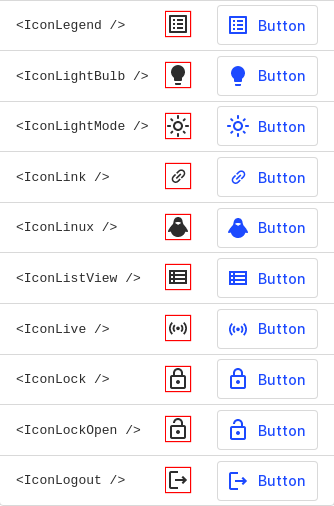 <IconLegend /> Button
<IconLightBulb /> Button
<IconLightMode /> Button
<IconLink /> Button
<IconLinux /> Button
<IconListView /> Button
<IconLive /> Button
<IconLock /> Button
<IconLockOpen /> Button
<IconLogout /> Button